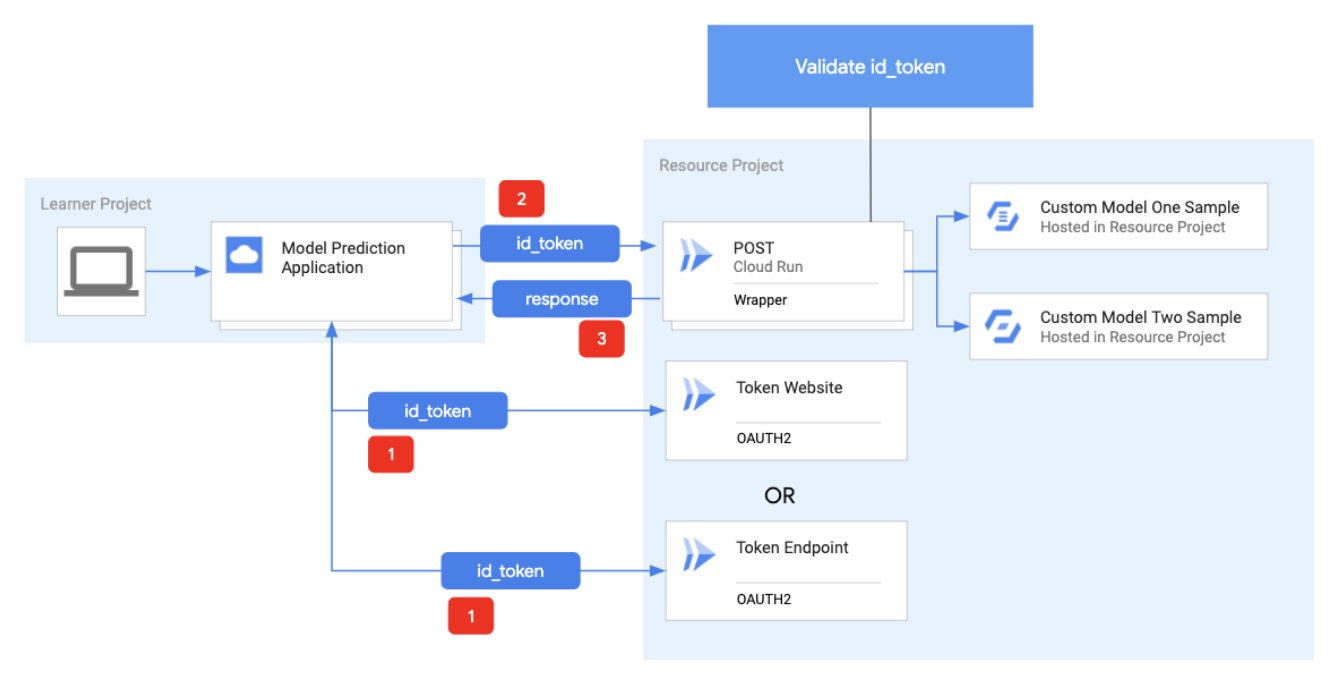 Validate id_token
Resource Project
Learner Project
2
Custom Model One Sample
Hosted in Resource Project
id_token
Model Prediction
Application
POST
Cloud Run
Wrapper
response
3
Custom Model Two Sample
Hosted in Resource Project
Token Website
id_token
OAUTH2
1
OR
Token Endpoint
id_token
OAUTH2
1